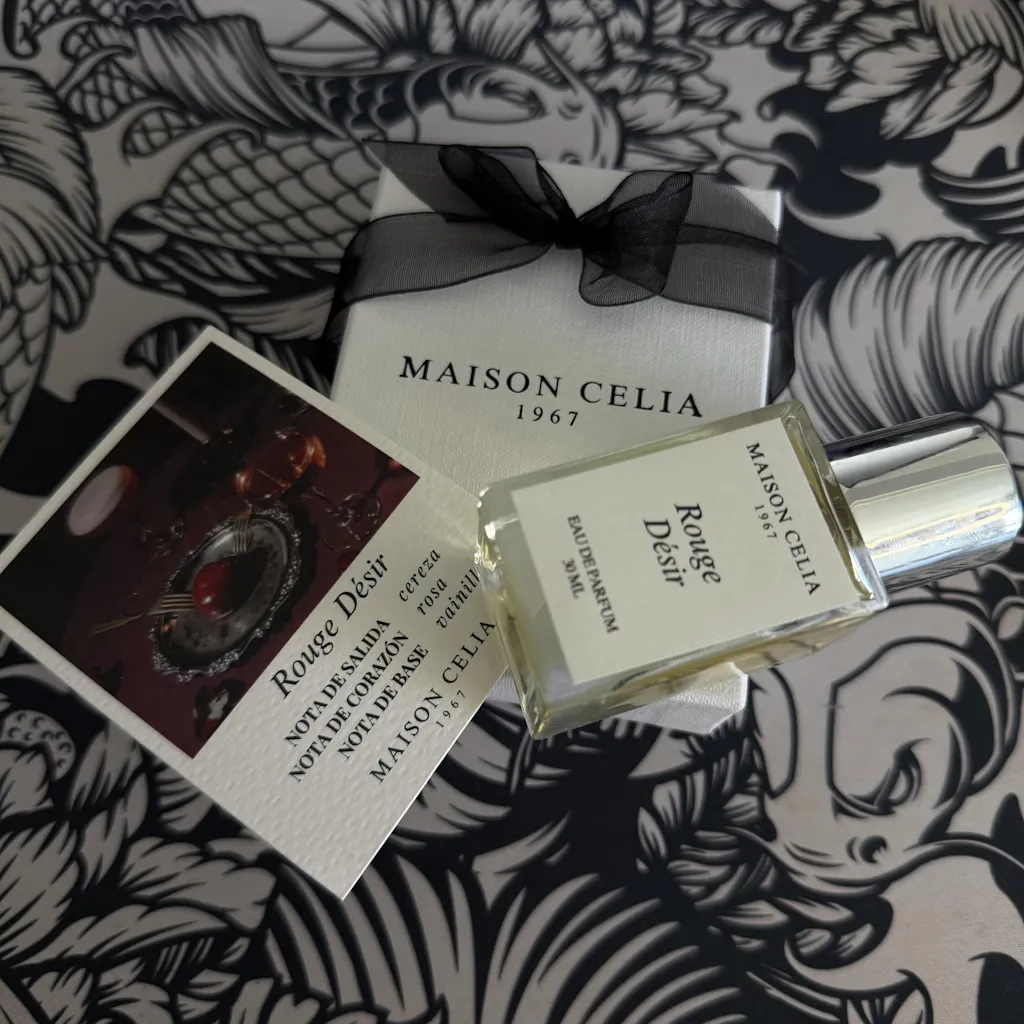 MAISON CELIA
1967
MAISON CELIA
1967
Rouge
Désir
EAU DE PARFUM
30 ML
Rouge Désir
NOTA DE SALIDA cereza
NOTA DE CORAZÓN rosa
NOTA DE BASE
MAISON CELIA
1967